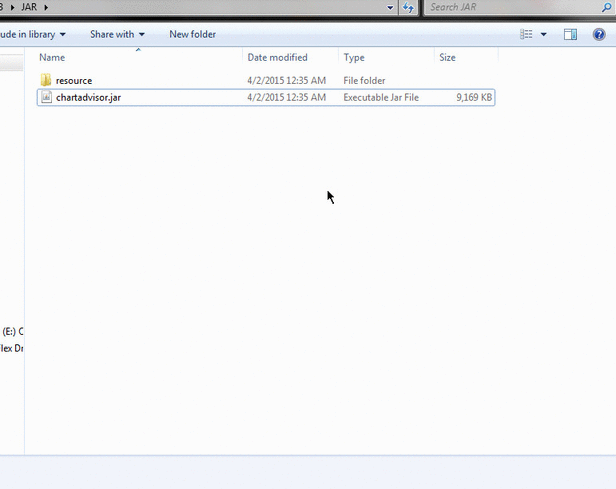 JAR
Search JAR
ude in library Share with New folder
Name Date modified Type Size
resource 4/2/2015 12:35 AM File folder
chartadvisor.jar 4/2/2015 12:35 AM Executable Jar File 9,169 KB
(E:) C
lex Dr